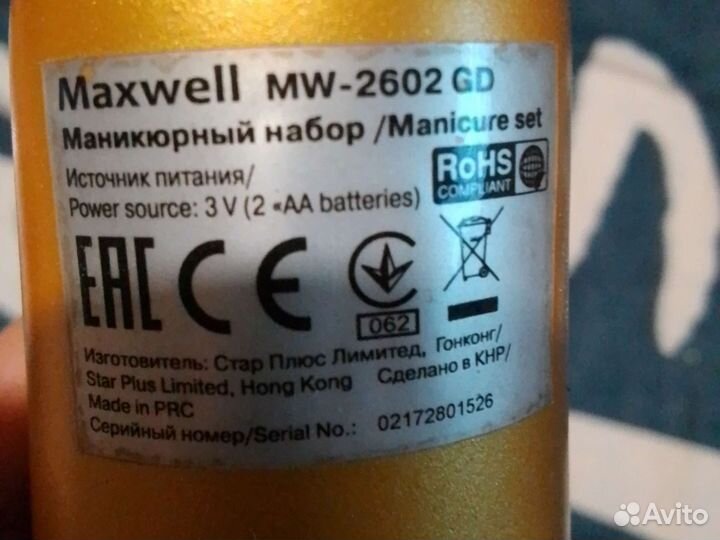 Maxwell MW-2602 GD
Маникюрный набор /Manicure set
RoHS
COMPLIANT
Источник питания/
Power source: 3 V (2 «AA batteries)
EAC CE
062
Изготовитель: Стар Плюс Лимитед, Гонконг/
Star Plus Limited, Hong Kong Сделано в КНР/
Made in PRC
Серийный номер/Serial No.: 02172801526
Avito